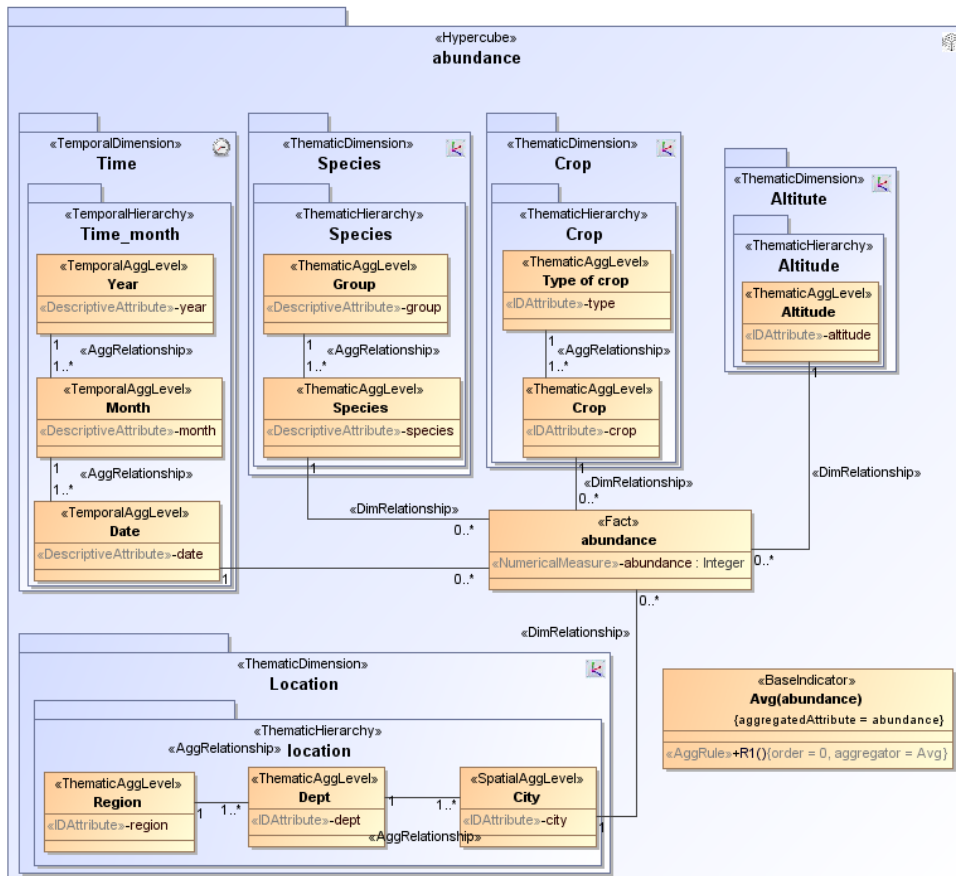 «Hypercube»
abundance
«TemporalDimension»
Time
«TemporalHierarchy»
Time_month
«TemporalAggLevel»
Year
«DescriptiveAttribute»-year
1
«AggRelationship»
1..*
«TemporalAggLevel»
Month
«DescriptiveAttribute»-month
1
«AggRelationship»
1..*
«TemporalAggLevel»
Date
«DescriptiveAttribute»-date
1
0..*
«ThematicDimension»
Species
«ThematicHierarchy»
Species
«ThematicAggLevel»
Group
«DescriptiveAttribute»-group
1
«AggRelationship»
1..*
«ThematicAggLevel»
Species
«DescriptiveAttribute»-species
1
«DimRelationship»
0..*
«ThematicDimension»
Crop
«ThematicHierarchy»
Crop
«ThematicAggLevel»
Type of crop
«IDAttribute»-type
1
«AggRelationship»
1..*
«ThematicAggLevel»
Crop
«IDAttribute»-crop
1
«DimRelationship»
0..*
«ThematicDimension»
Altitute
«ThematicHierarchy»
Altitude
«ThematicAggLevel»
Altitude
«IDAttribute»-altitude
1
«DimRelationship»
0..*
«Fact»
abundance
«NumericalMeasure»-abundance : Integer
0..*
«DimRelationship»
«ThematicDimension»
Location
«ThematicHierarchy»
location
«AggRelationship»
«ThematicAggLevel»
Region
«IDAttribute»-region
1
1..*
«ThematicAggLevel»
Dept
«IDAttribute»-dept
1
1..*
«AggRelationship»
«SpatialAggLevel»
City
«IDAttribute»-city
1
«BaseIndicator»
Avg(abundance)
{aggregatedAttribute = abundance}
«AggRule»+R1(){order = 0, aggregator = Avg}